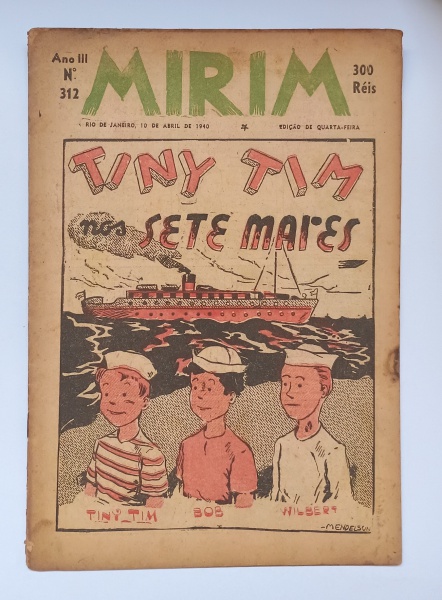 Ano III
Nº
312
MIRIM
300
Réis
RIO DE JANEIRO, 10 DE ABRIL DE 1940
EDIÇÃO DE QUARTA-FEIRA
TINY TIM
nos SETE MARES
TINY TIM
BOB
WILBERT